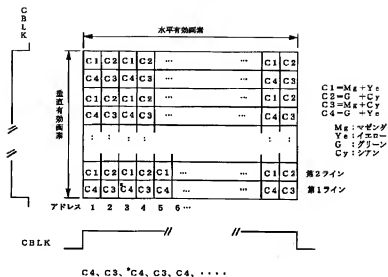 CBLK
水平有効画素
垂直有効画素
C1 C2 C1 C2 … … C1 C2
C4 C3 C4 C3 … … C4 C3
C1 C2 C1 C2 … … C1 C2
C4 C3 C4 C3 C4 C3
: : : :
C1 C2 C1 C2 C1 … … C1 C2 第2ライン
C4 C3 *C4 C3 C4 … … C4 C3 第1ライン
アドレス 1 2 3 4 5 6…
C1=Mg+Ye
C2=G +Cy
C3=Mg+Cy
C4=G +Ye
Mg:マゼンダ
Ye:イエロー
G :グリーン
Cy:シアン
CBLK
C4、C3、*C4、C3、C4、・・・・